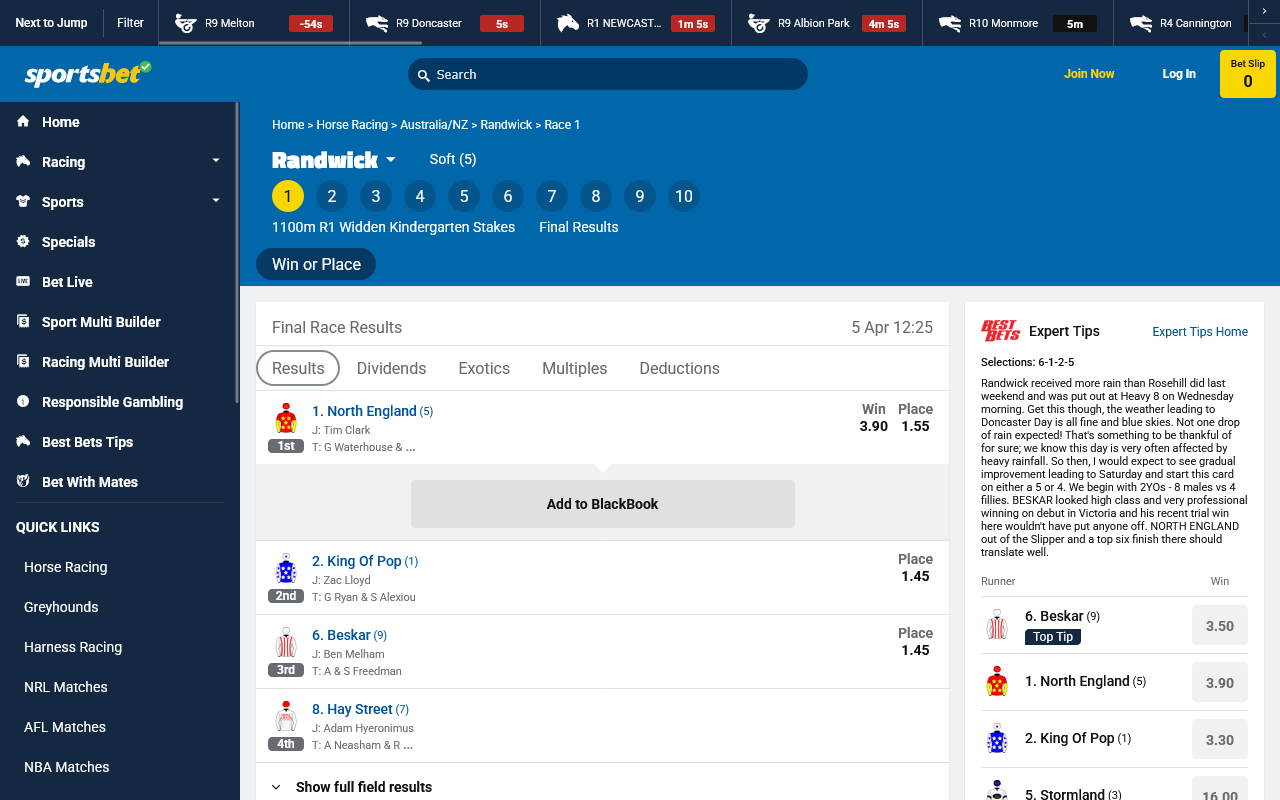 Next to Jump
Filter
R9 Melton
-54s
R9 Doncaster
5s
R1 NEWCAST...
1m 5s
R9 Albion Park
4m 5s
R10 Monmore
5m
R4 Cannington
sportsbet
Search
Join Now
Log In
Bet Slip
0
Home
Racing
Sports
Specials
LIVE
Bet Live
Sport Multi Builder
Racing Multi Builder
Responsible Gambling
Best Bets Tips
Bet With Mates
QUICK LINKS
Horse Racing
Greyhounds
Harness Racing
NRL Matches
AFL Matches
NBA Matches
Home > Horse Racing > Australia/NZ > Randwick > Race 1
Randwick
Soft (5)
1 2 3 4 5 6 7 8 9 10
1100m R1 Widden Kindergarten Stakes
Final Results
Win or Place
Final Race Results
5 Apr 12:25
Results
Dividends
Exotics
Multiples
Deductions
1. North England (5)
J: Tim Clark
T: G Waterhouse & ...
1st
Win Place
3.90 1.55
Add to BlackBook
2. King Of Pop (1)
J: Zac Lloyd
T: G Ryan & S Alexiou
2nd
Place
1.45
6. Beskar (9)
J: Ben Melham
T: A & S Freedman
3rd
Place
1.45
8. Hay Street (7)
J: Adam Hyeronimus
T: A Neasham & R ...
4th
Show full field results
BEST BETS
Expert Tips
Expert Tips Home
Selections: 6-1-2-5
Randwick received more rain than Rosehill did last
weekend and was put out at Heavy 8 on Wednesday
morning. Get this though, the weather leading to
Doncaster Day is all fine and blue skies. Not one drop
of rain expected! That's something to be thankful of
for sure; we know this day is very often affected by
heavy rainfall. So then, I would expect to see gradual
improvement leading to Saturday and start this card
on either a 5 or 4. We begin with 2YOs - 8 males vs 4
fillies. BESKAR looked high class and very professional
winning on debut in Victoria and his recent trial win
here wouldn't have put anyone off. NORTH ENGLAND
out of the Slipper and a top six finish there should
translate well.
Runner
Win
6. Beskar (9)
Top Tip
3.50
1. North England (5)
3.90
2. King Of Pop (1)
3.30
5. Stormland (3)
16.00